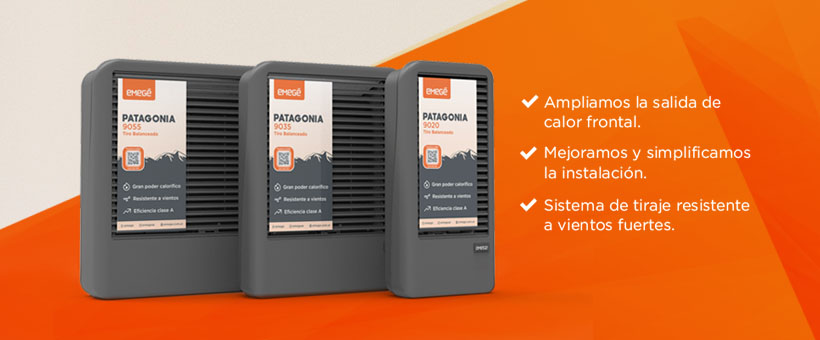 emegé
PATAGONIA
9055
Tiro Balanceado
Gran poder calorífico
Resistente a vientos
Eficiencia clase A
emegé
PATAGONIA
9035
Tiro Balanceado
Gran poder calorífico
Resistente a vientos
Eficiencia clase A
emegé
PATAGONIA
9020
Tiro Balanceado
Gran poder calorífico
Resistente a vientos
Eficiencia clase A
emegé
Ampliamos la salida de
calor frontal.
Mejoramos y simplificamos
la instalación.
Sistema de tiraje resistente
a vientos fuertes.